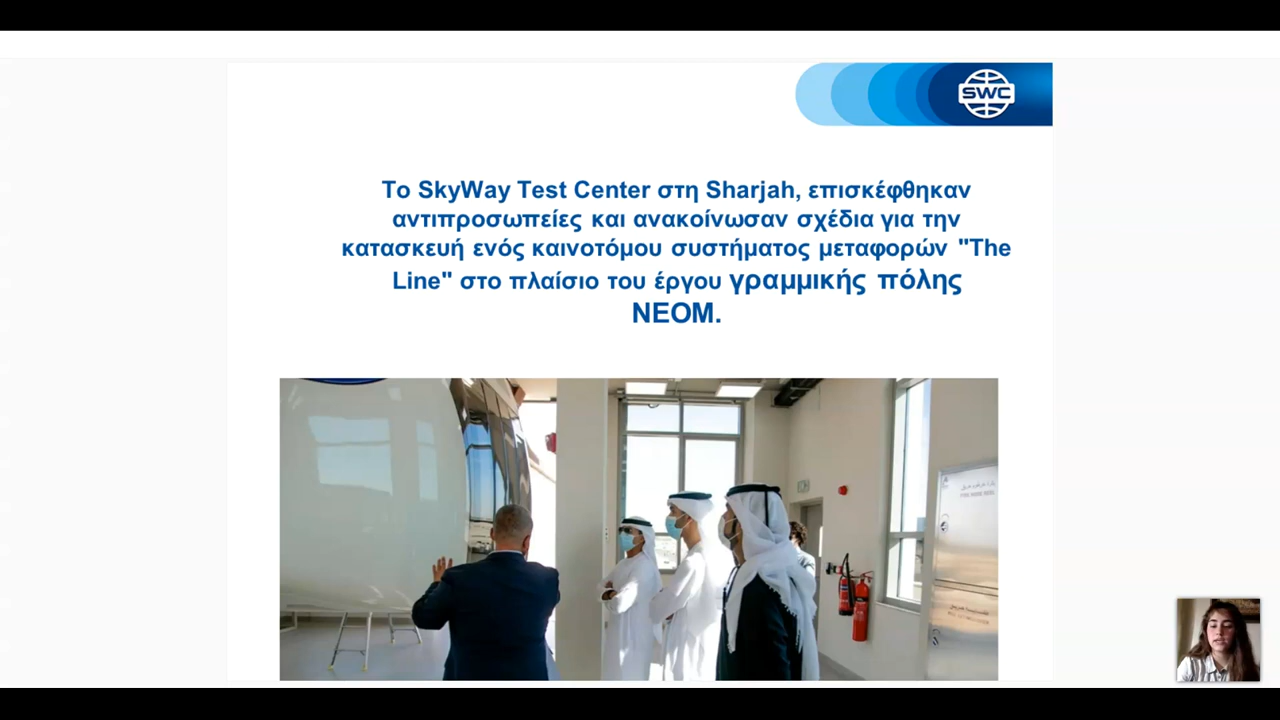 SWC
Το SkyWay Test Center στη Sharjah, επισκέφθηκαν
αντιπροσωπείες και ανακοίνωσαν σχέδια για την
κατασκευή ενός καινοτόμου συστήματος μεταφορών "The
Line" στο πλαίσιο του έργου γραμμικής πόλης
NEOM.